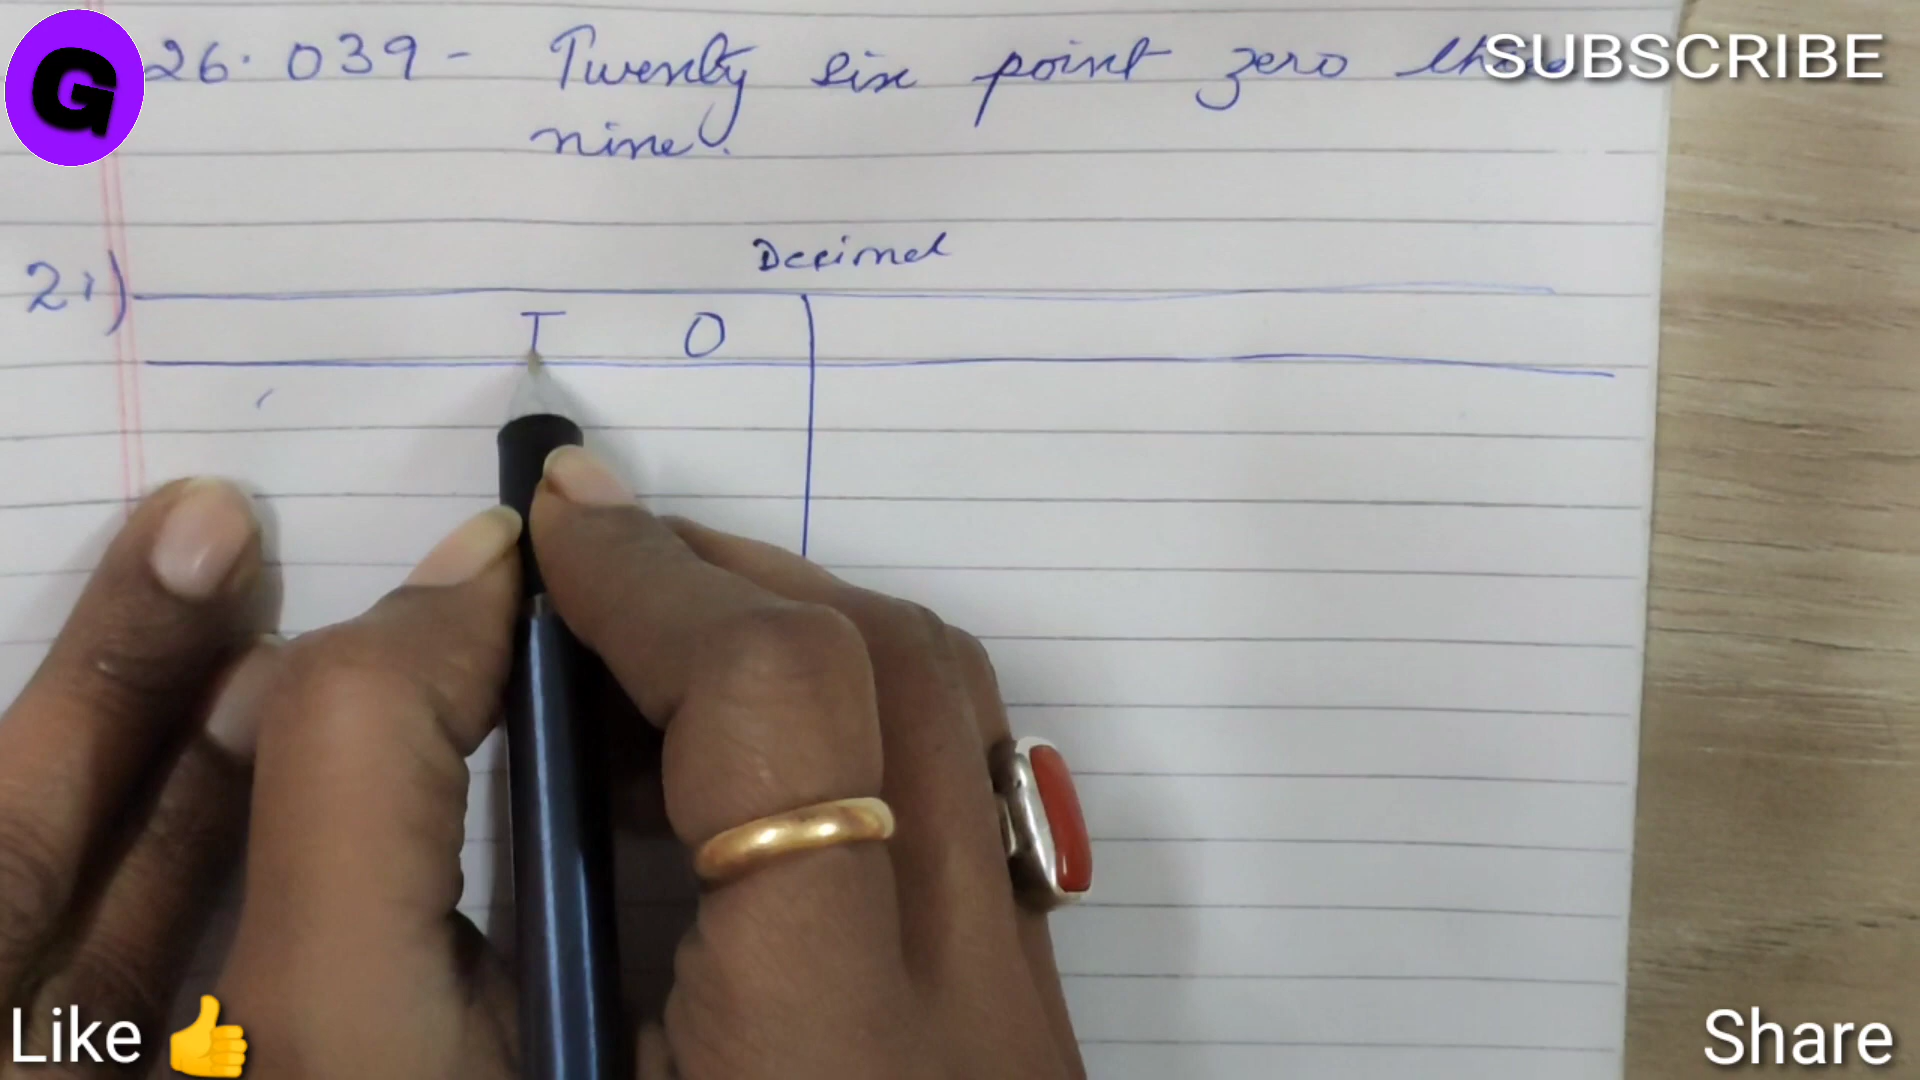 G
SUBSCRIBE
26.039 - Twenty six point zero
nine.
Decimal
21)
T O
Like 👍
Share